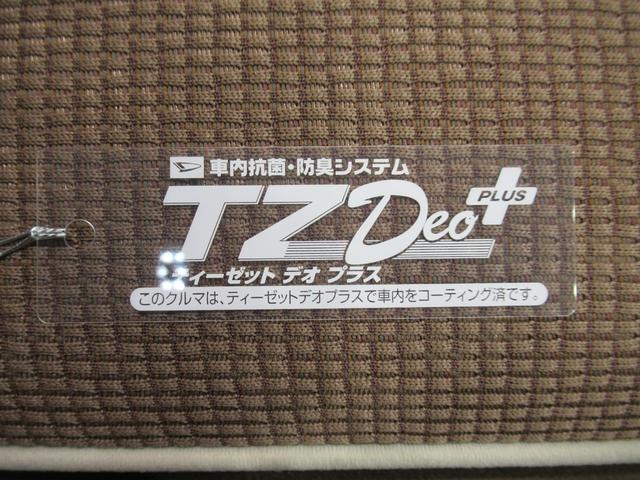 車内抗菌・防臭システム
TZ Deo PLUS
ティーゼット デオ プラス
このクルマは、ティーゼットデオプラスで車内をコーティング済です。